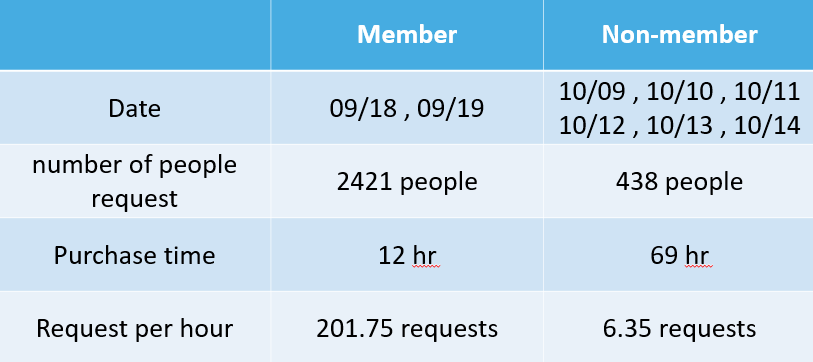 Member
Non-member
Date
09/18 , 09/19
10/09 , 10/10 , 10/11
10/12 , 10/13 , 10/14
number of people
request
2421 people
438 people
Purchase time
12 hr
69 hr
Request per hour
201.75 requests
6.35 requests